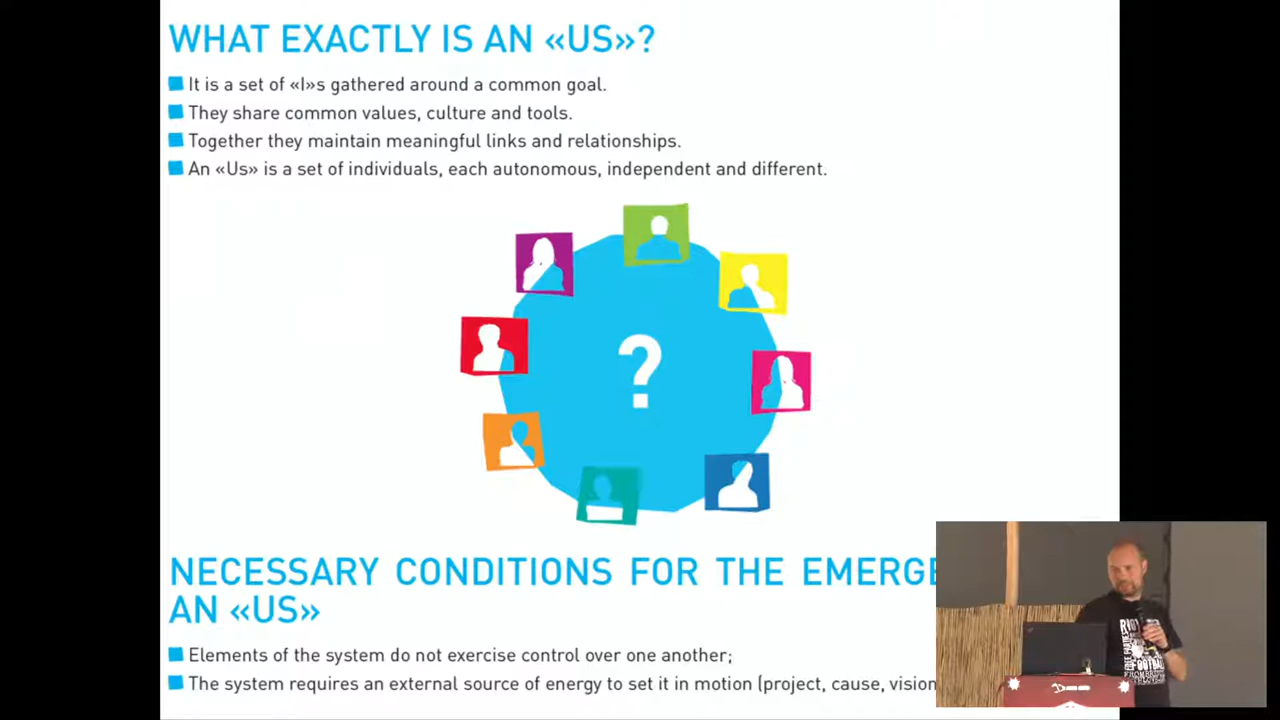 WHAT EXACTLY IS AN «US»?
It is a set of «I»s gathered around a common goal.
They share common values, culture and tools.
Together they maintain meaningful links and relationships.
An «Us» is a set of individuals, each autonomous, independent and different.
?
NECESSARY CONDITIONS FOR THE EMERGE
AN «US»
Elements of the system do not exercise control over one another;
The system requires an external source of energy to set it in motion (project, cause, vision
RIOT
FOOTBALL